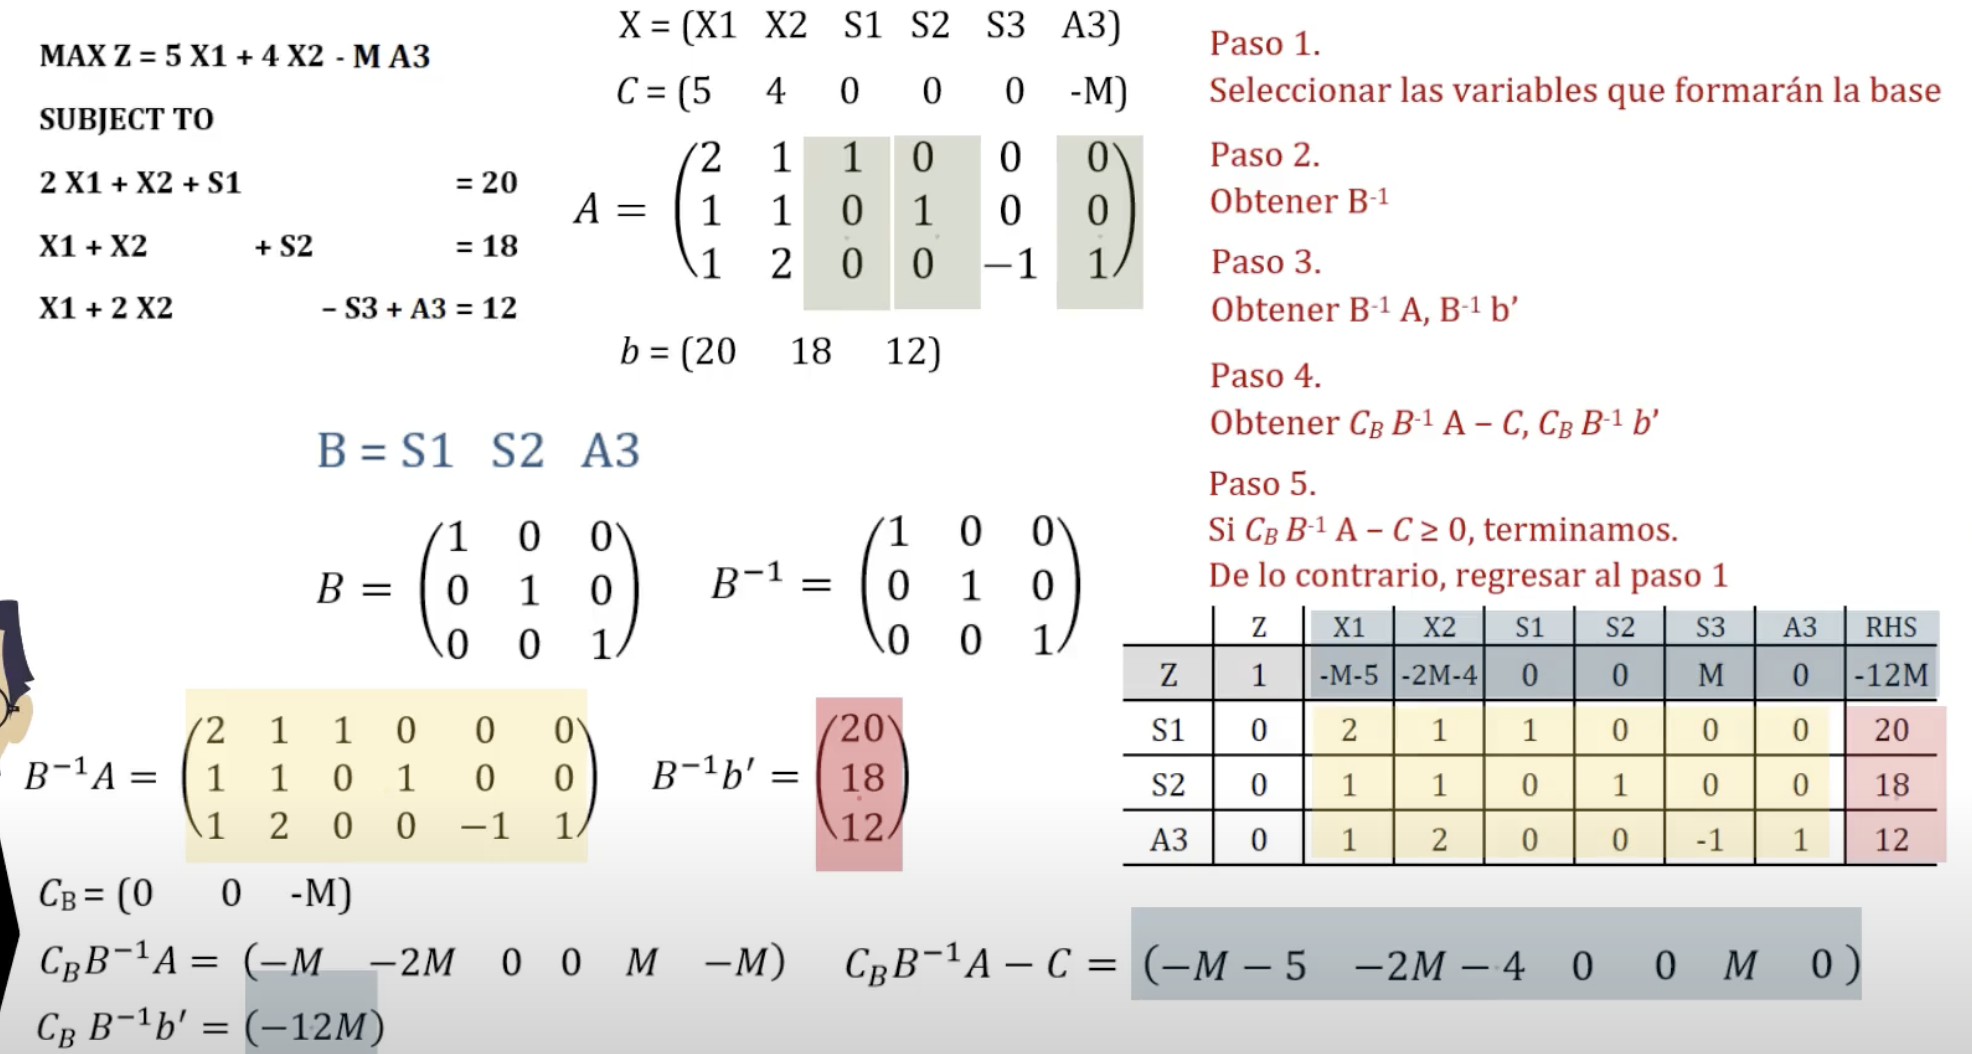 MAX Z = 5 X1 + 4 X2 - M A3
SUBJECT TO
2 X1 + X2 + S1 = 20
X1 + X2 + S2 = 18
X1 + 2 X2 – S3 + A3 = 12
X = (X1 X2 S1 S2 S3 A3)
C = (5 4 0 0 0 -M)
A =
2 1 1 0 0 0
1 1 0 1 0 0
1 2 0 0 −1 1
b = (20 18 12)
Paso 1.
Seleccionar las variables que formarán la base
Paso 2.
Obtener B-1
Paso 3.
Obtener B-1 A, B-1 b’
Paso 4.
Obtener CB B-1 A – C, CB B-1 b’
Paso 5.
Si CB B-1 A – C ≥ 0, terminamos.
De lo contrario, regresar al paso 1
B = S1 S2 A3
B =
1 0 0
0 1 0
0 0 1
B−1 =
1 0 0
0 1 0
0 0 1
B−1A =
2 1 1 0 0 0
1 1 0 1 0 0
1 2 0 0 −1 1
B−1b′ =
20
18
12
Z X1 X2 S1 S2 S3 A3 RHS
Z 1 -M-5 -2M-4 0 0 M 0 -12M
S1 0 2 1 1 0 0 0 20
S2 0 1 1 0 1 0 0 18
A3 0 1 2 0 0 -1 1 12
CB = (0 0 -M)
CBB−1A = (−M −2M 0 0 M −M)
CBB−1A − C = (−M − 5 −2M − 4 0 0 M 0)
CB B−1b′ = (−12M)